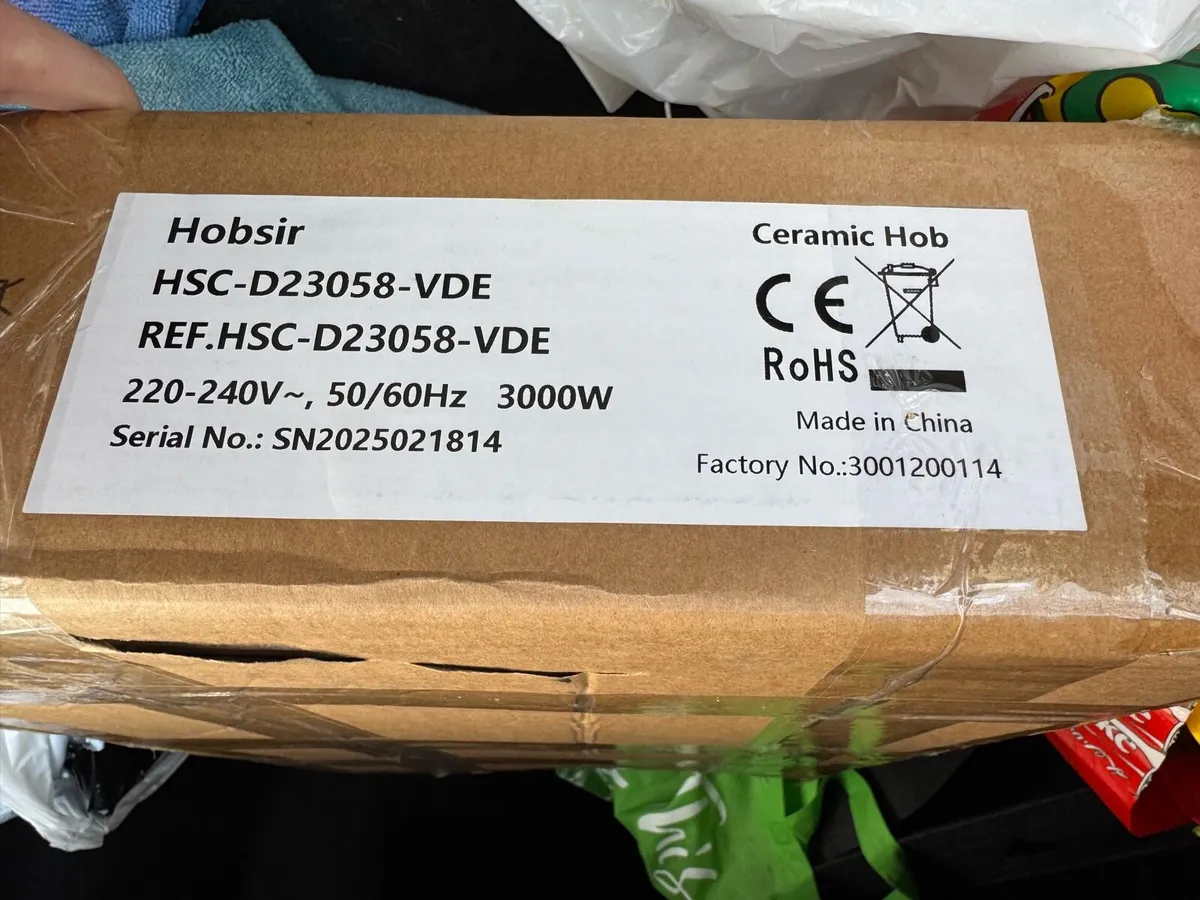 Hobsir
HSC-D23058-VDE
REF.HSC-D23058-VDE
220-240V~, 50/60Hz 3000W
Serial No.: SN2025021814
Ceramic Hob
CE
RoHS
Made in China
Factory No.:3001200114